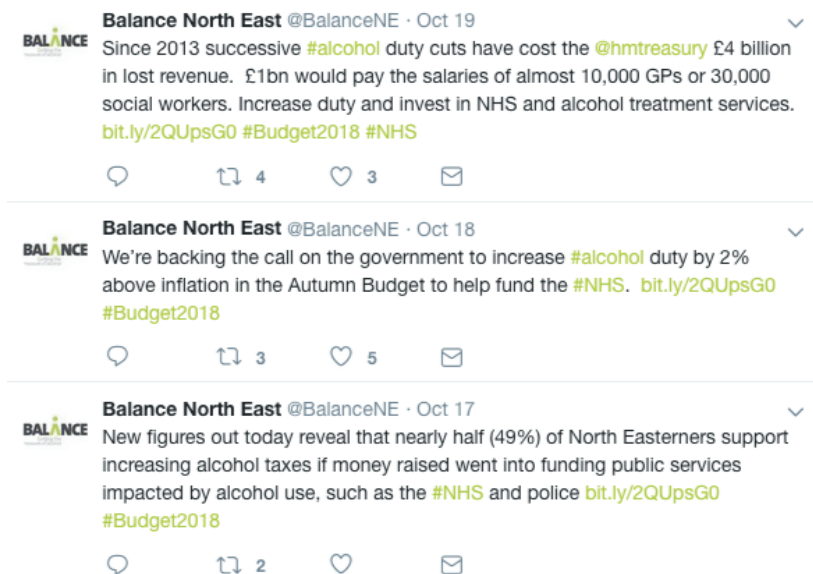 Balance North East @BalanceNE · Oct 19
BALANCE
Since 2013 successive #alcohol duty cuts have cost the @hmtreasury £4 billion
in lost revenue.  £1bn would pay the salaries of almost 10,000 GPs or 30,000
social workers. Increase duty and invest in NHS and alcohol treatment services.
bit.ly/2QUpsG0 #Budget2018 #NHS
4 3
Balance North East @BalanceNE · Oct 18
BALANCE
We're backing the call on the government to increase #alcohol duty by 2%
above inflation in the Autumn Budget to help fund the #NHS.  bit.ly/2QUpsG0
#Budget2018
3 5
Balance North East @BalanceNE · Oct 17
BALANCE
New figures out today reveal that nearly half (49%) of North Easterners support
increasing alcohol taxes if money raised went into funding public services
impacted by alcohol use, such as the #NHS and police bit.ly/2QUpsG0
#Budget2018
2